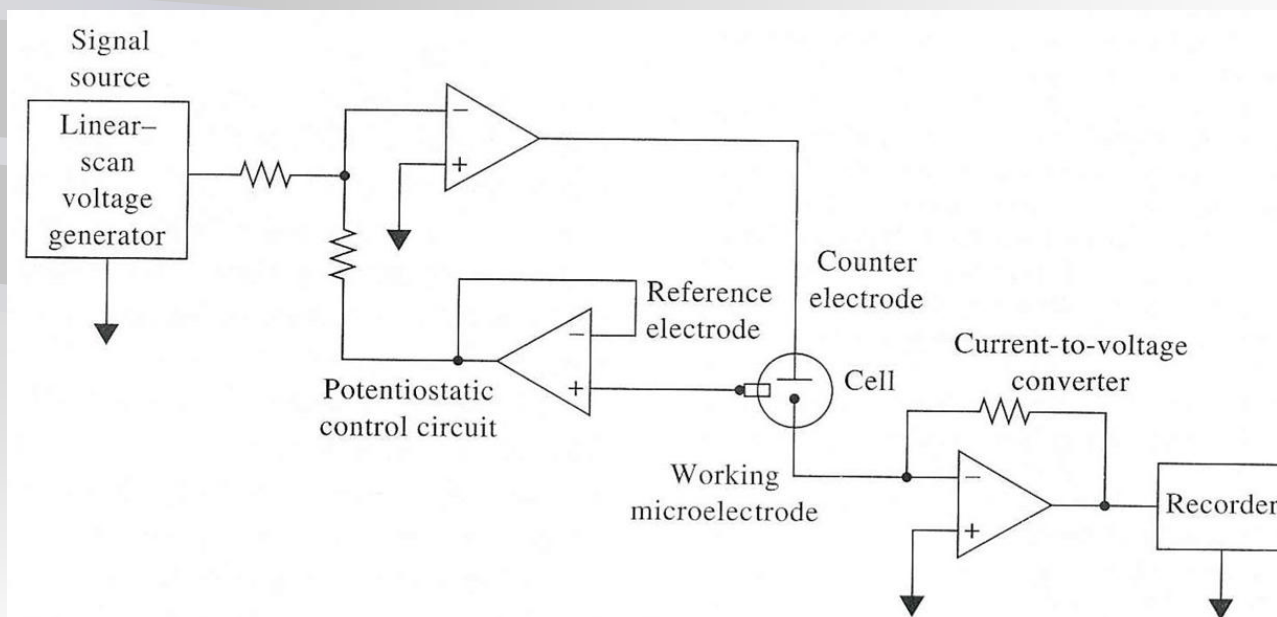 Signal
source
Linear–
scan
voltage
generator
−
+
Counter
electrode
Reference
electrode
−
+
Potentiostatic
control circuit
Cell
Current-to-voltage
converter
Working
microelectrode
−
+
Recorder